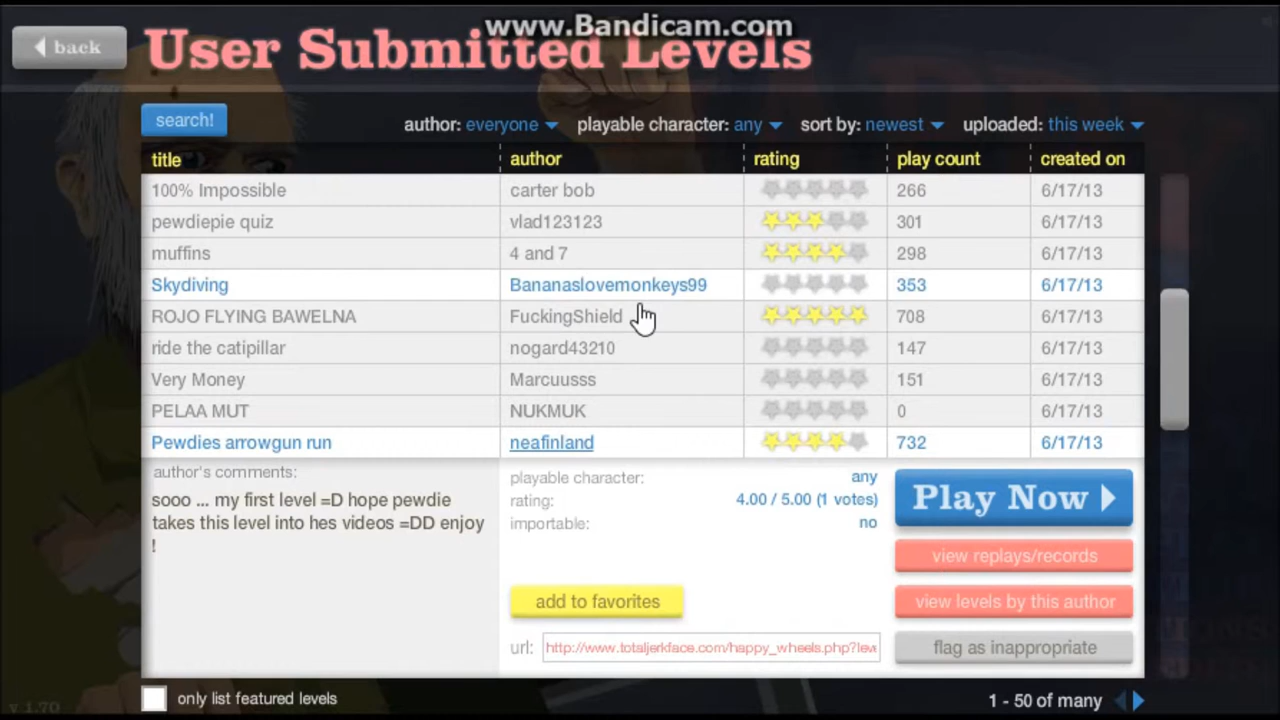 www.Bandicam.com
back
User Submitted Levels
search!
author: everyone playable character: any sort by: newest uploaded: this week
title author rating play count created on
100% Impossible carter bob 266 6/17/13
pewdiepie quiz vlad123123 301 6/17/13
muffins 4 and 7 298 6/17/13
Skydiving Bananaslovemonkeys99 353 6/17/13
ROJO FLYING BAWELNA FuckingShield 708 6/17/13
ride the catipillar nogard43210 147 6/17/13
Very Money Marcuusss 151 6/17/13
PELAA MUT NUKMUK 0 6/17/13
Pewdies arrowgun run neafinland 732 6/17/13
author's comments:
sooo ... my first level =D hope pewdie
takes this level into hes videos =DD enjoy
!
playable character: any
rating: 4.00 / 5.00 (1 votes)
importable: no
add to favorites
url: http://www.totaljerkface.com/happy_wheels.php?leve
Play Now
view replays/records
view levels by this author
flag as inappropriate
only list featured levels
1 - 50 of many
v 1.70